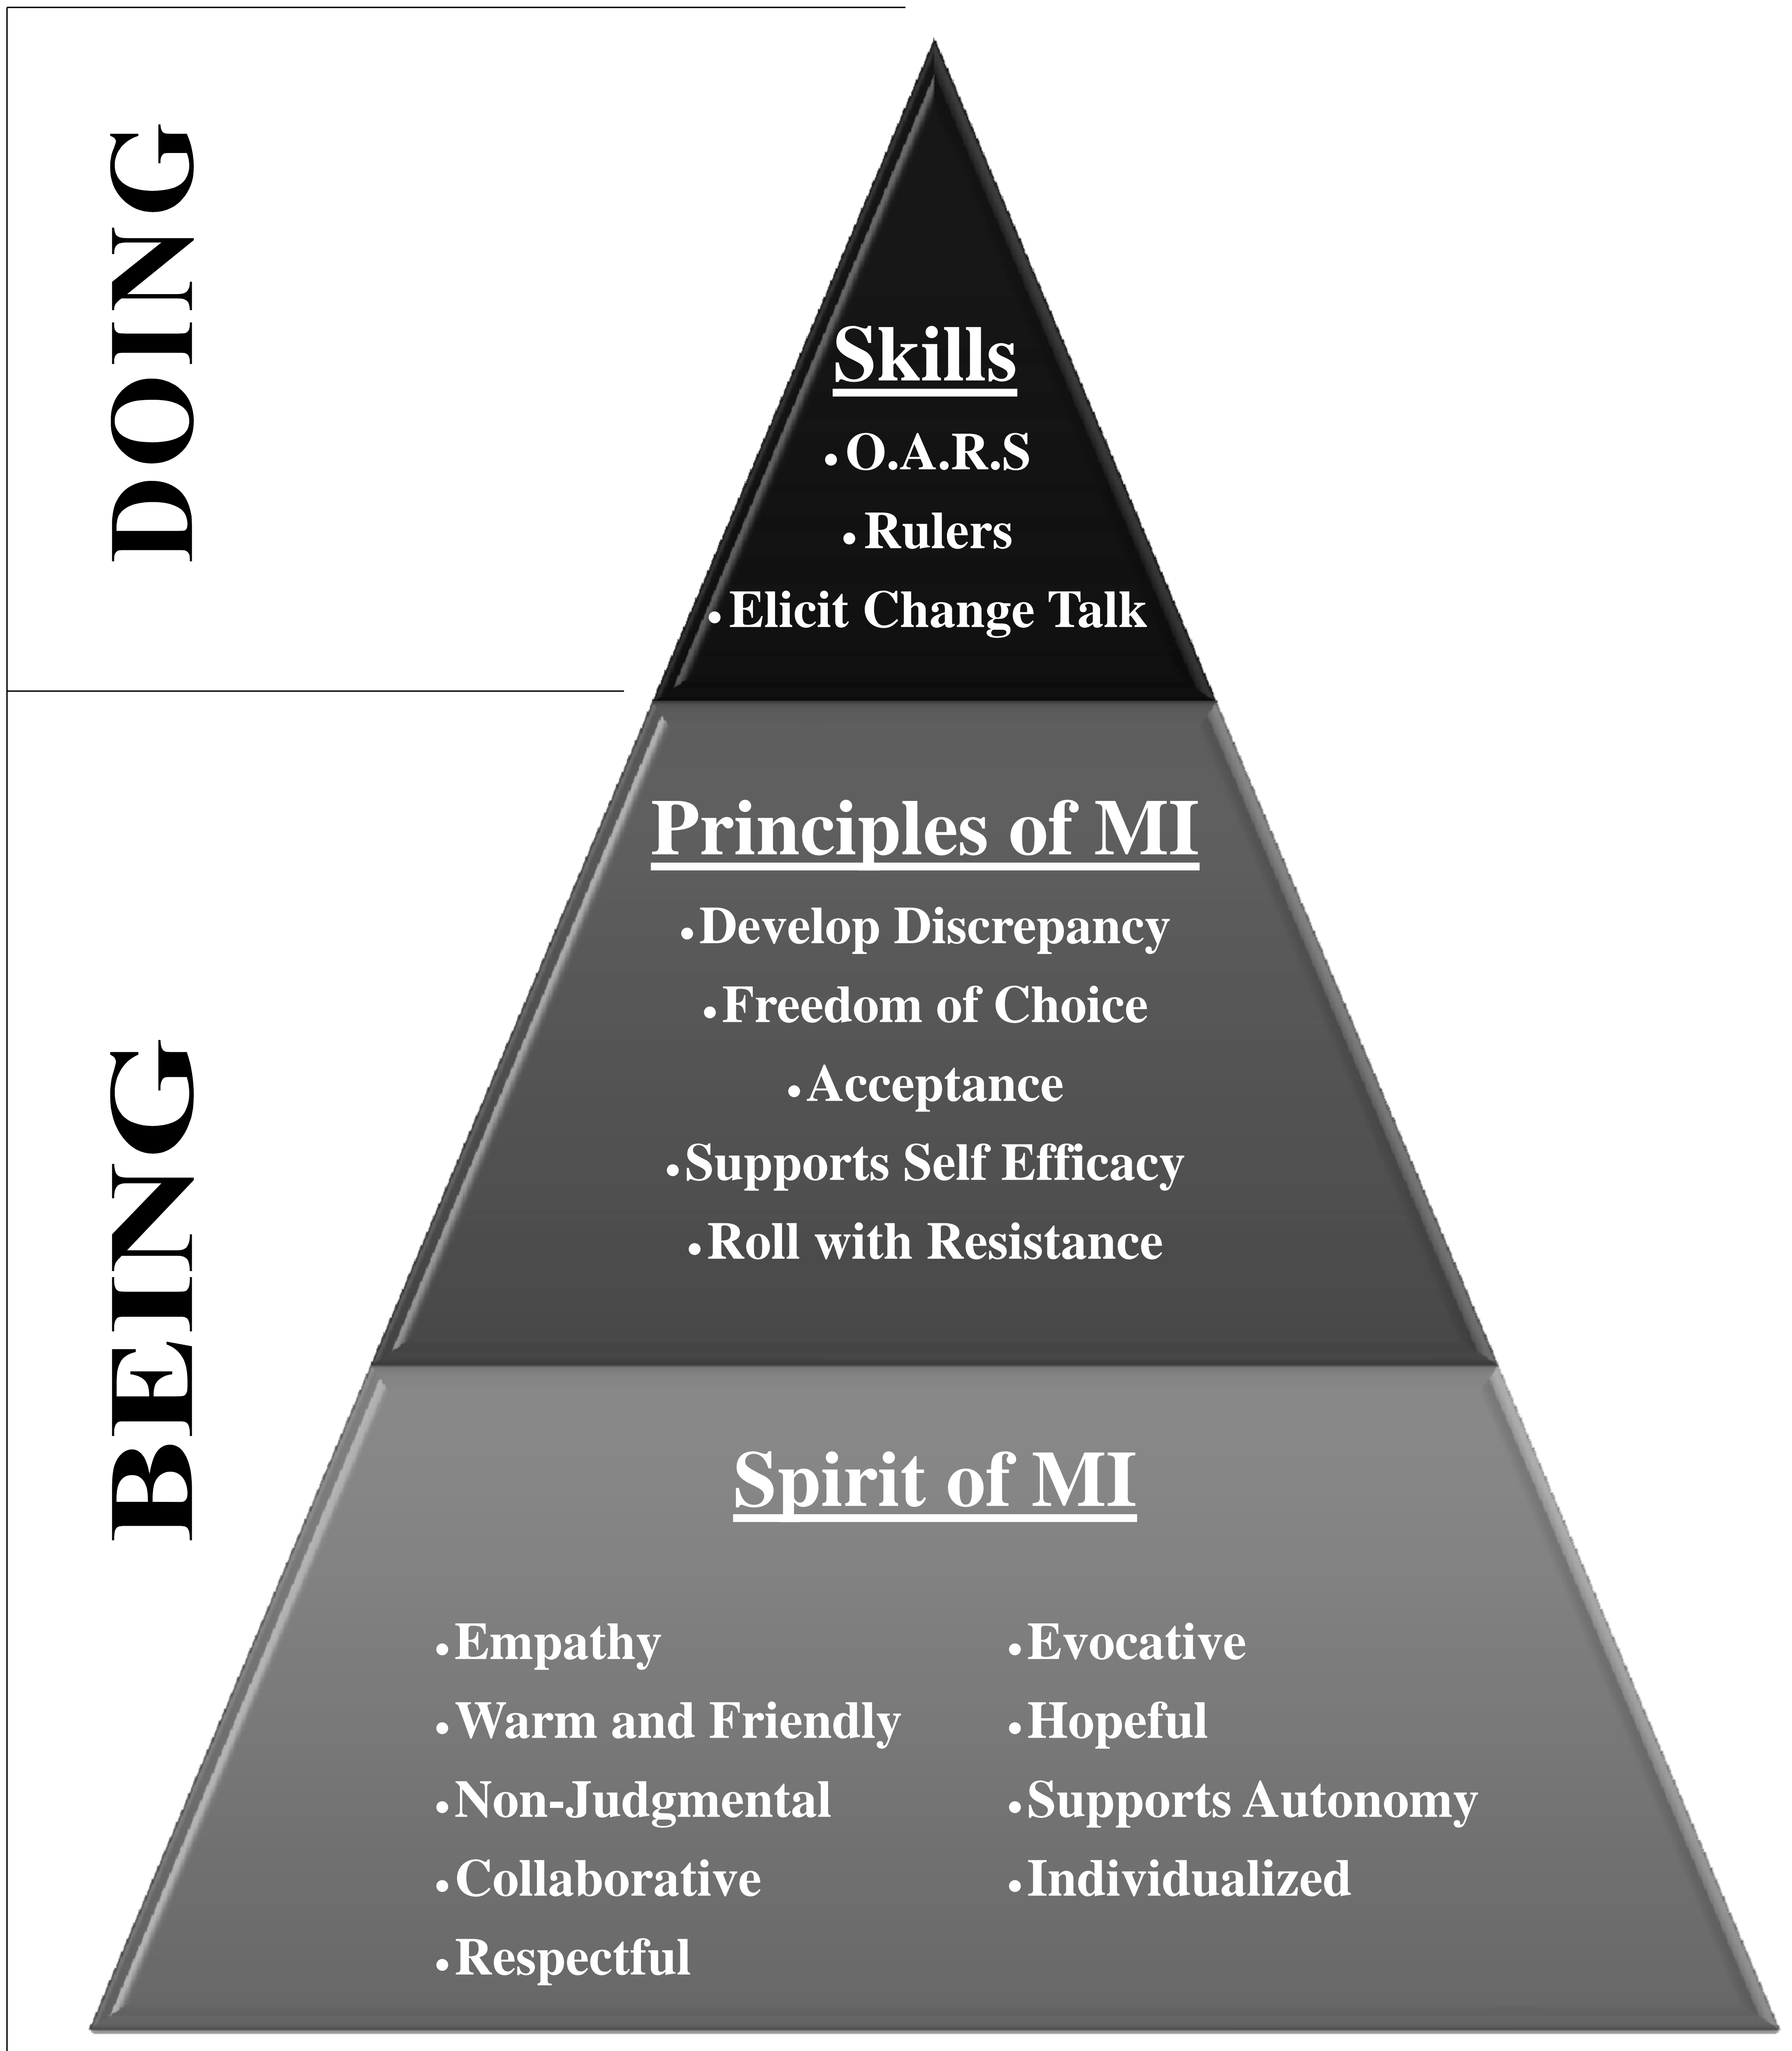 DOING
Skills
•O.A.R.S
•Rulers
•Elicit Change Talk
BEING
Principles of MI
•Develop Discrepancy
•Freedom of Choice
•Acceptance
•Supports Self Efficacy
•Roll with Resistance
Spirit of MI
•Empathy
•Warm and Friendly
•Non-Judgmental
•Collaborative
•Respectful
•Evocative
•Hopeful
•Supports Autonomy
•Individualized